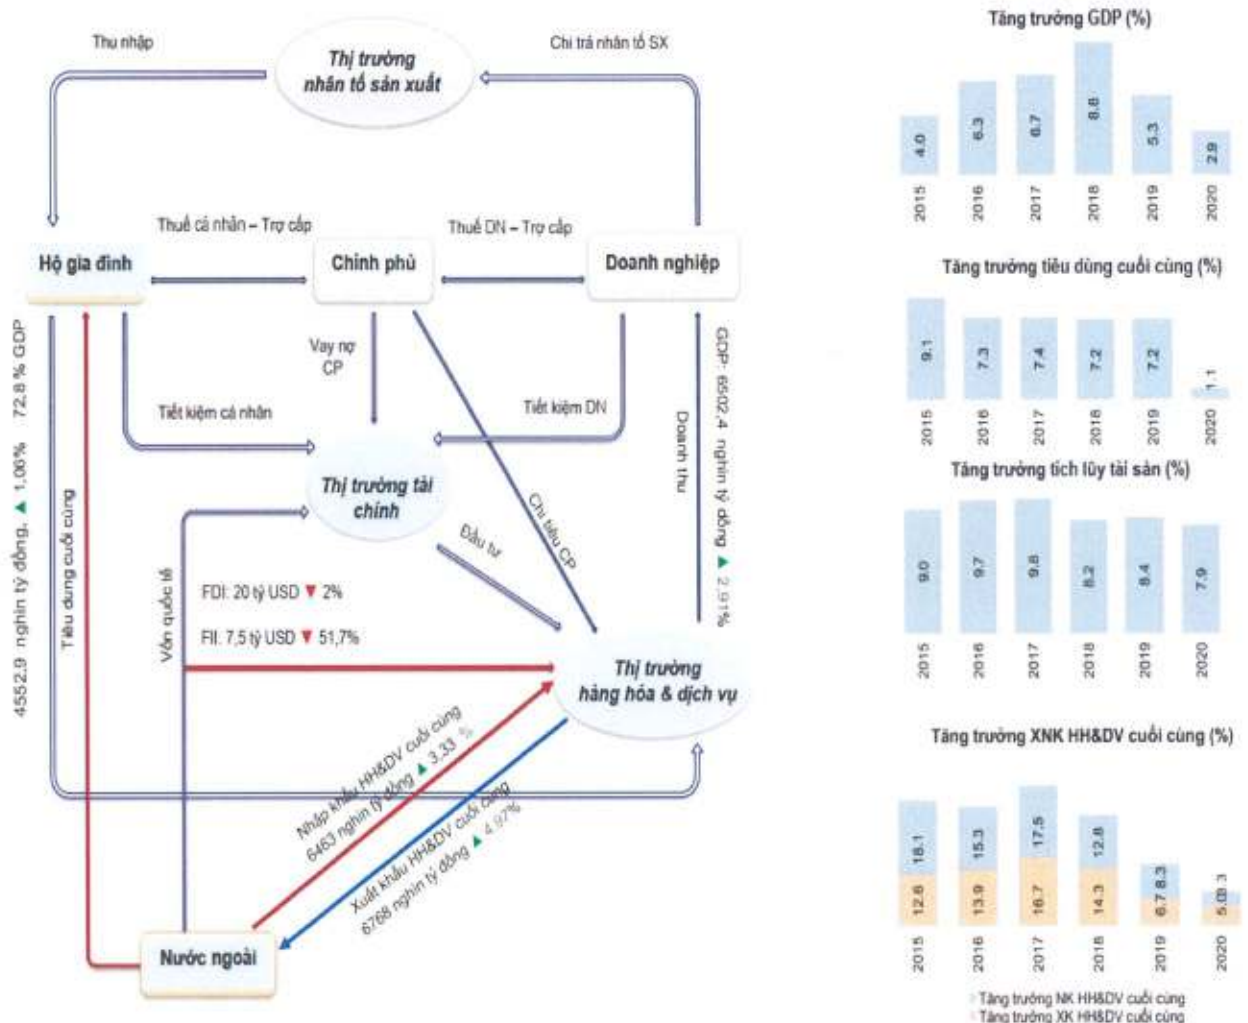 Thu nhập
Thị trường
nhân tố sản xuất
Chi trả nhân tố SX
Thuế cá nhân – Trợ cấp
Thuế DN – Trợ cấp
Hộ gia đình
Chính phủ
Doanh nghiệp
Vay nợ
CP
Tiết kiệm cá nhân
Tiết kiệm DN
4552.9 nghìn tỷ đồng, ▲ 1.06% 72.8 % GDP
Tiêu dùng cuối cùng
Thị trường tài
chính
Doanh thu
GDP: 6502.4 nghìn tỷ đồng ▲ 2.91%
Chi tiêu CP
Đầu tư
Vốn quốc tế
FDI: 20 tỷ USD ▼ 2%
FII: 7,5 tỷ USD ▼ 51,7%
Thị trường
hàng hóa & dịch vụ
Nhập khẩu HH&DV cuối cùng
6463 nghìn tỷ đồng ▲ 3.33 %
Xuất khẩu HH&DV cuối cùng
6768 nghìn tỷ đồng ▲ 4.97%
Nước ngoài
Tăng trưởng GDP (%)
4.0 6.3 6.7 8.8 5.3 2.9
2015 2016 2017 2018 2019 2020
Tăng trưởng tiêu dùng cuối cùng (%)
9.1 7.3 7.4 7.2 7.2 1.1
2015 2016 2017 2018 2019 2020
Tăng trưởng tích lũy tài sản (%)
9.0 9.7 9.8 8.2 8.4 7.9
2015 2016 2017 2018 2019 2020
Tăng trưởng XNK HH&DV cuối cùng (%)
18.1 15.3 17.5 12.8 8.3 3.3
12.6 13.9 16.7 14.3 6.7 5.0
2015 2016 2017 2018 2019 2020
Tăng trưởng NK HH&DV cuối cùng
Tăng trưởng XK HH&DV cuối cùng